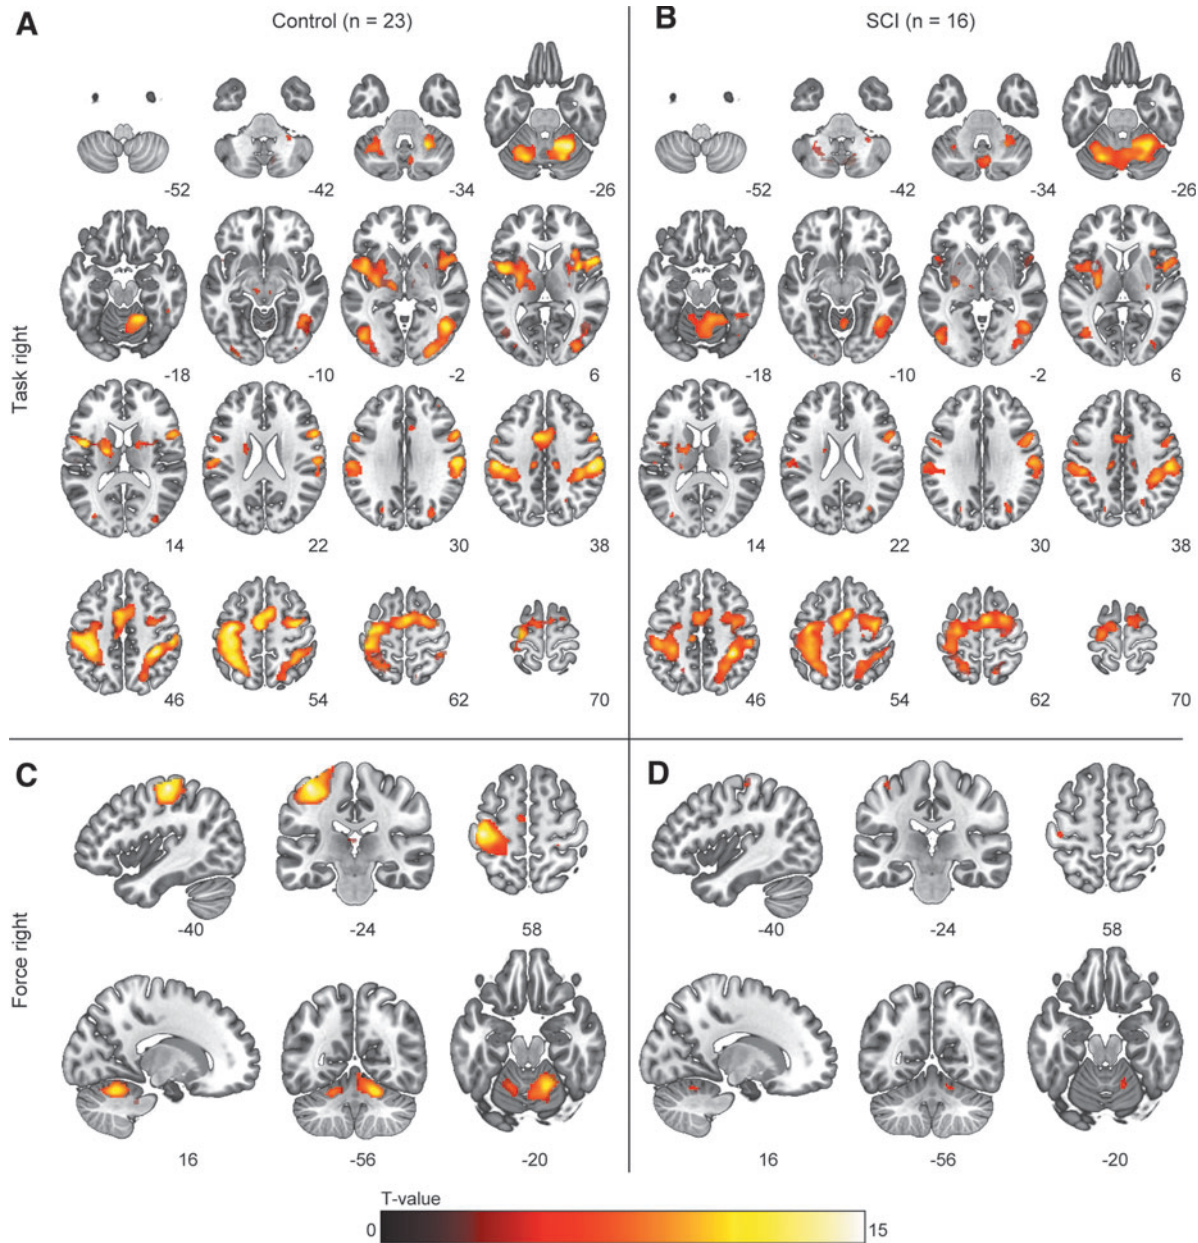 A Control (n = 23)
B SCI (n = 16)
Task right
-52 -42 -34 -26
-52 -42 -34 -26
-18 -10 -2 6
-18 -10 -2 6
14 22 30 38
14 22 30 38
46 54 62 70
46 54 62 70
C
D
Force right
-40 -24 58
-40 -24 58
16 -56 -20
16 -56 -20
T-value
0 15